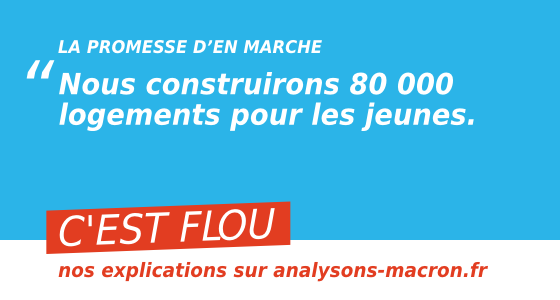 LA PROMESSE D’EN MARCHE
“ Nous construirons 80 000
logements pour les jeunes.
C'EST FLOU
nos explications sur analysons-macron.fr